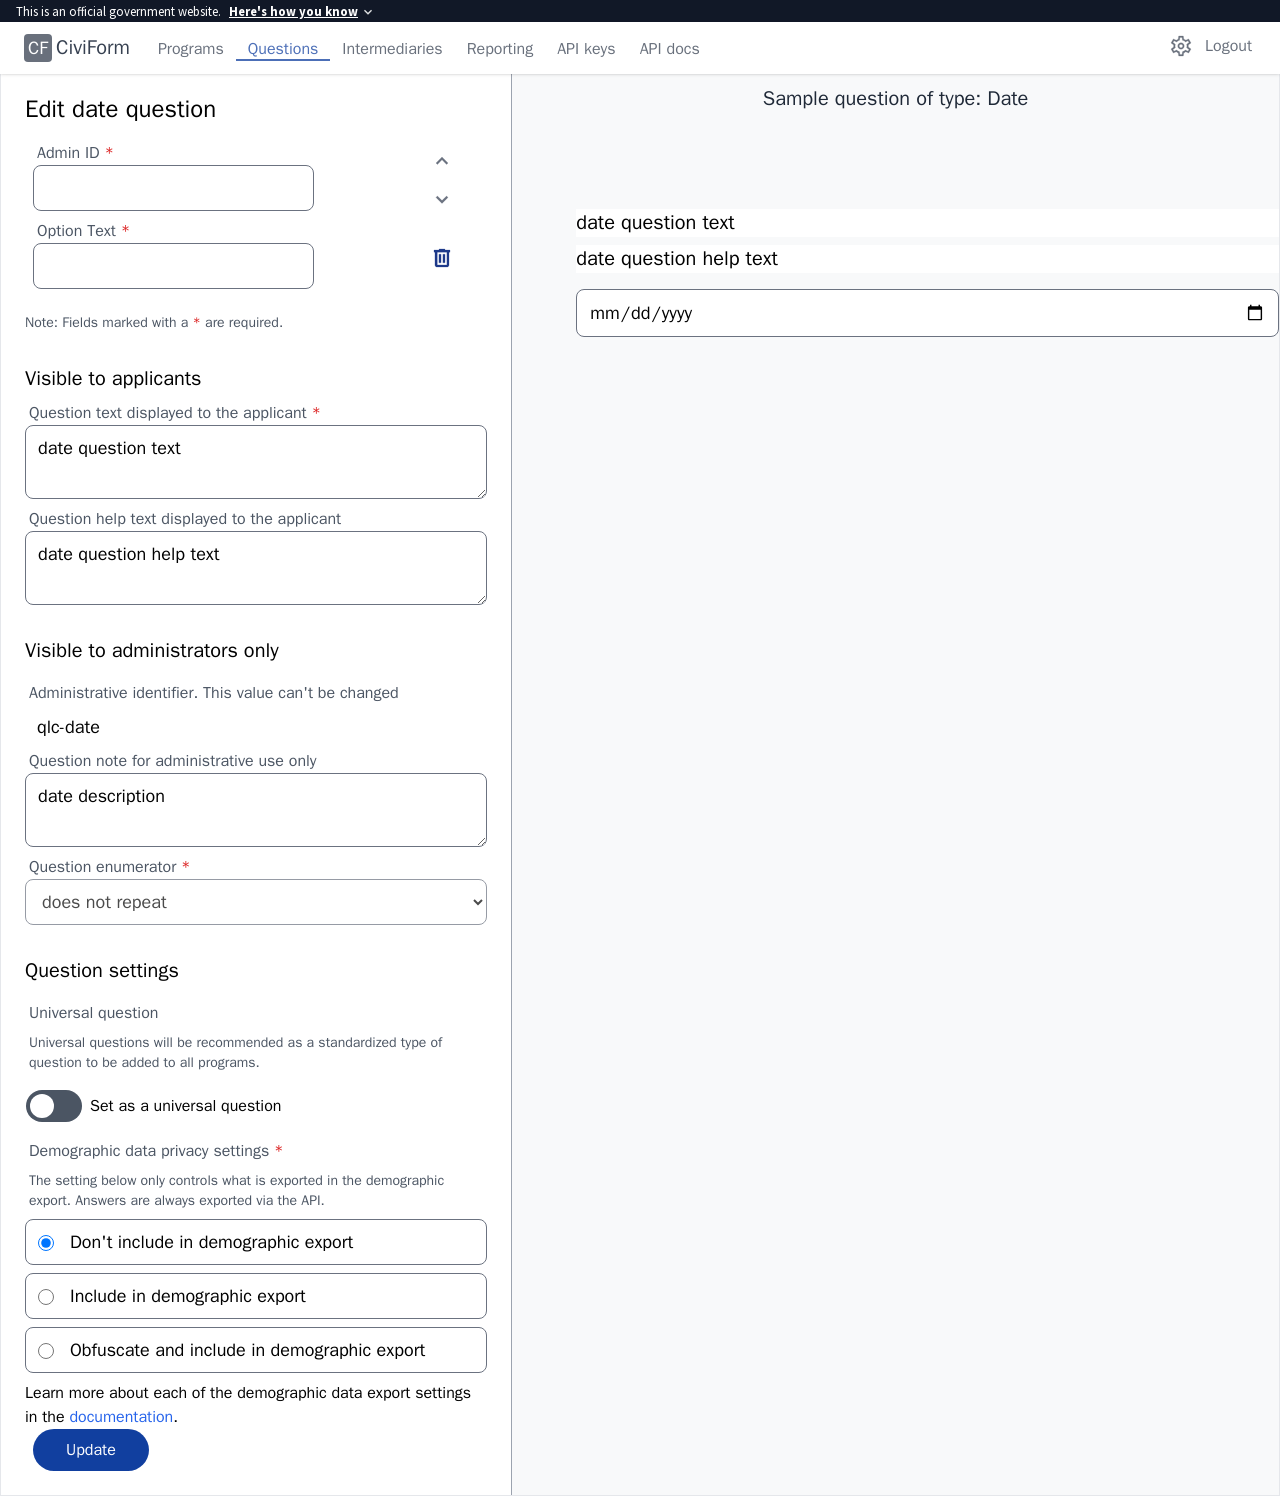 This is an official government website. Here's how you know
CF CiviForm Programs Questions Intermediaries Reporting API keys API docs Logout
Edit date question
Admin ID *
Option Text *
Note: Fields marked with a * are required.
Visible to applicants
Question text displayed to the applicant *
date question text
Question help text displayed to the applicant
date question help text
Visible to administrators only
Administrative identifier. This value can't be changed
qlc-date
Question note for administrative use only
date description
Question enumerator *
does not repeat
Question settings
Universal question
Universal questions will be recommended as a standardized type of
question to be added to all programs.
Set as a universal question
Demographic data privacy settings *
The setting below only controls what is exported in the demographic
export. Answers are always exported via the API.
Don't include in demographic export
Include in demographic export
Obfuscate and include in demographic export
Learn more about each of the demographic data export settings
in the documentation.
Update
Sample question of type: Date
date question text
date question help text
mm/dd/yyyy